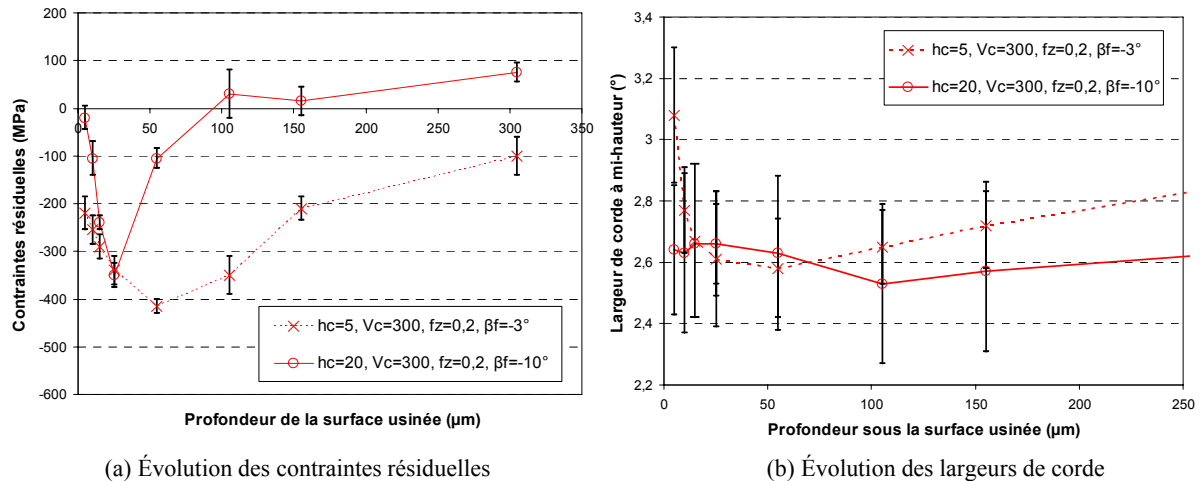 200
100
0
-100
-200
-300
-400
-500
-600
0 50 100 150 200 250 300 350
Contraintes résiduelles (MPa)
hc=5, Vc=300, fz=0,2, βf=-3°
hc=20, Vc=300, fz=0,2, βf=-10°
Profondeur de la surface usinée (µm)
(a) Évolution des contraintes résiduelles
3,4
3,2
3
2,8
2,6
2,4
2,2
0 50 100 150 200 250
Largeur de corde à mi-hauteur (°)
hc=5, Vc=300, fz=0,2, βf=-3°
hc=20, Vc=300, fz=0,2, βf=-10°
Profondeur sous la surface usinée (µm)
(b) Évolution des largeurs de corde